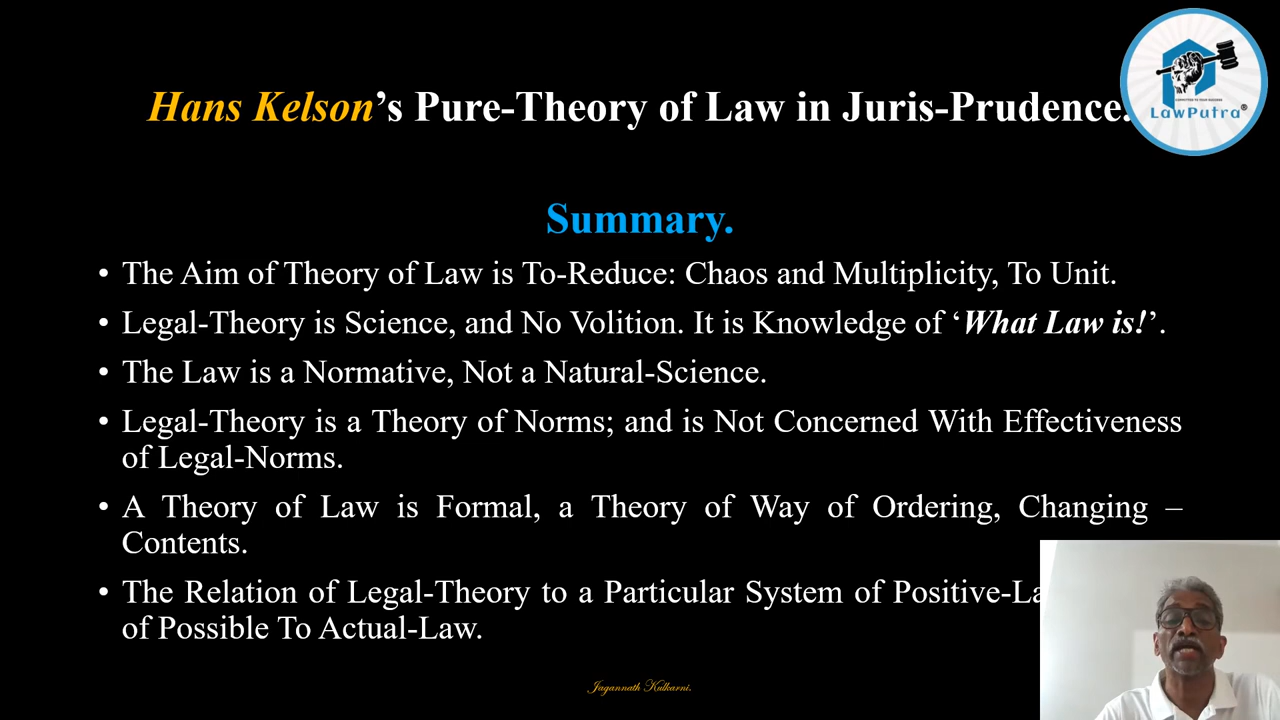 Hans Kelson's Pure-Theory of Law in Juris-Prudence.
LawPutra®
Summary.
• The Aim of Theory of Law is To-Reduce: Chaos and Multiplicity, To Unit.
• Legal-Theory is Science, and No Volition. It is Knowledge of ‘What Law is!’.
• The Law is a Normative, Not a Natural-Science.
• Legal-Theory is a Theory of Norms; and is Not Concerned With Effectiveness
of Legal-Norms.
• A Theory of Law is Formal, a Theory of Way of Ordering, Changing –
Contents.
• The Relation of Legal-Theory to a Particular System of Positive-La
of Possible To Actual-Law.
Jagannath Kulkarni.